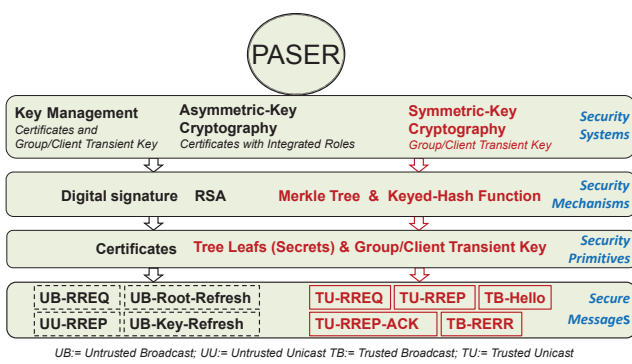 PASER
Key Management
Certificates and
Group/Client Transient Key
Asymmetric-Key
Cryptography
Certificates with Integrated Roles
Symmetric-Key
Cryptography
Group/Client Transient Key
Security
Systems
Digital signature RSA
Merkle Tree & Keyed-Hash Function
Security
Mechanisms
Certificates
Tree Leafs (Secrets) & Group/Client Transient Key
Security
Primitives
UB-RREQ UB-Root-Refresh
UU-RREP UB-Key-Refresh
TU-RREQ TU-RREP TB-Hello
TU-RREP-ACK TB-RERR
Secure
Messages
UB:= Untrusted Broadcast; UU:= Untrusted Unicast TB:= Trusted Broadcast; TU:= Trusted Unicast